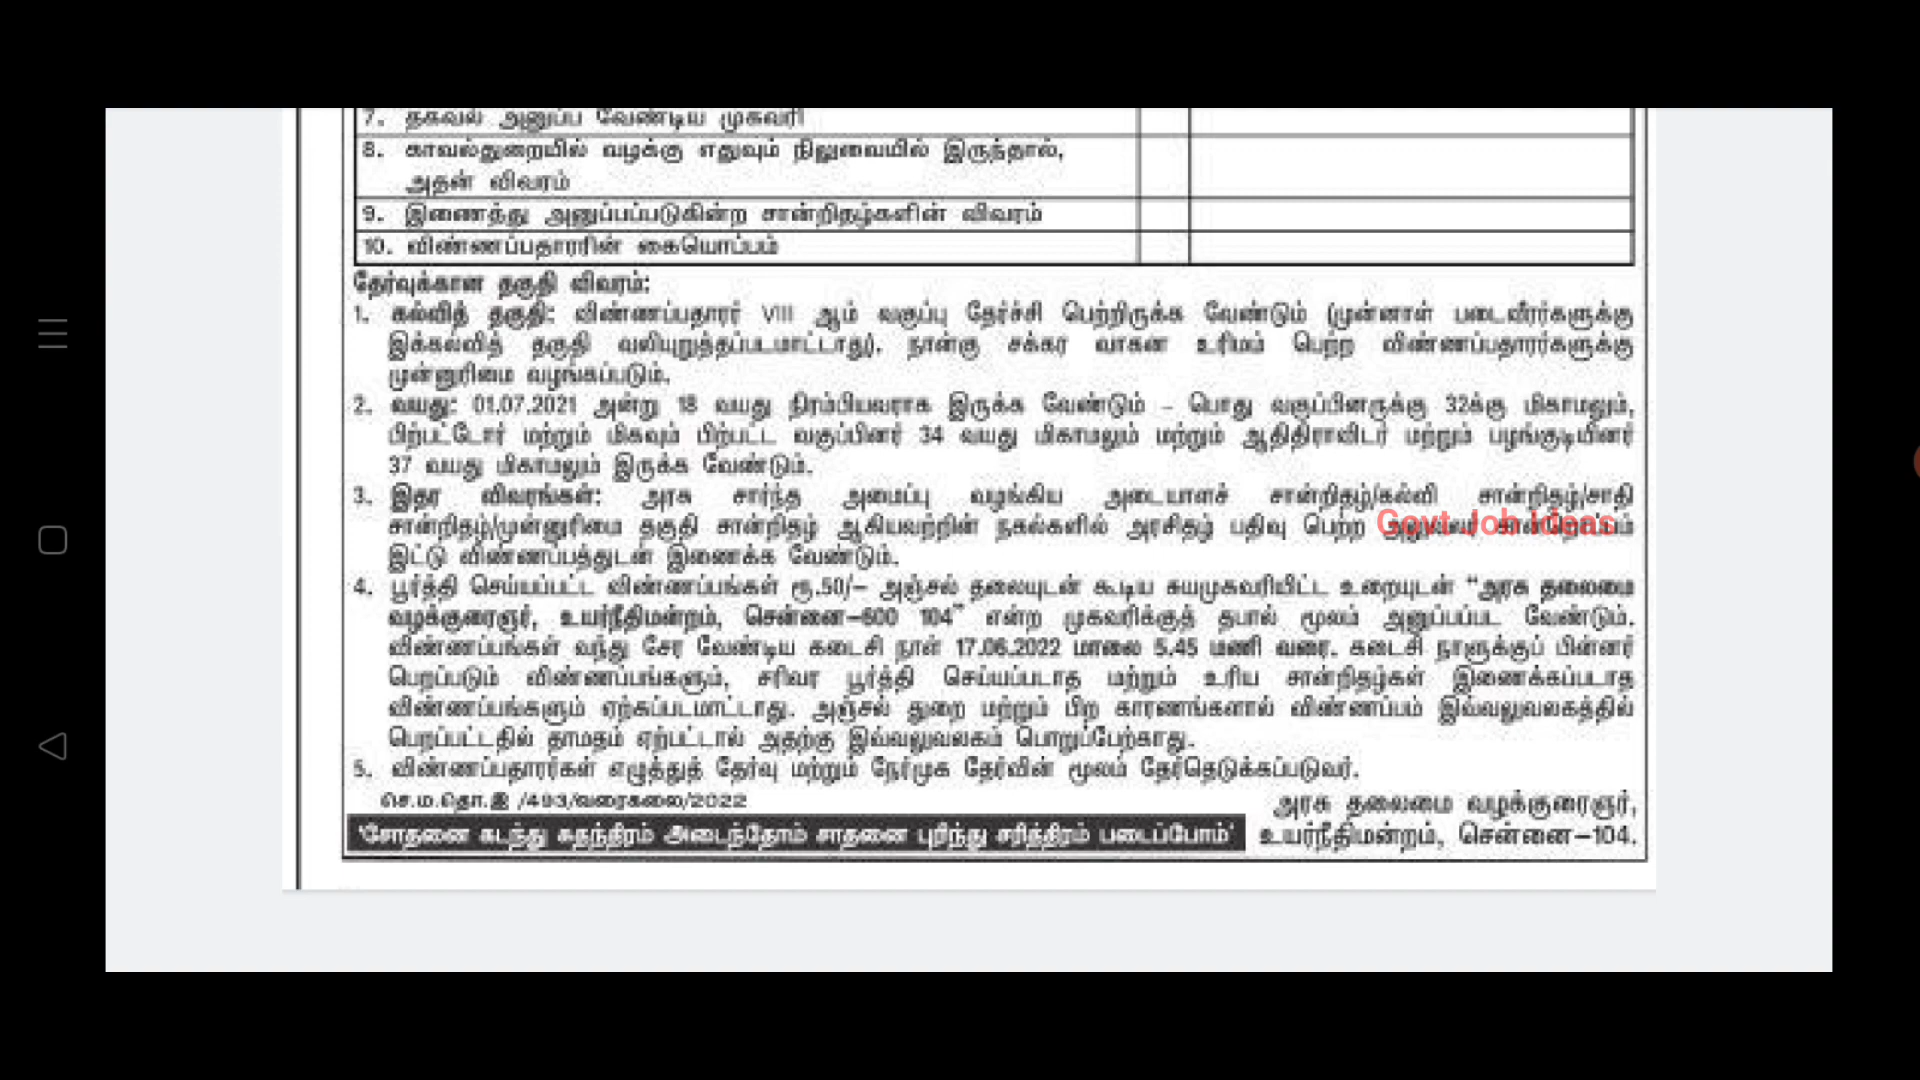 7. தகவல் அனுப்ப வேண்டிய முகவரி
8. காவல்துறையில் வழக்கு எதுவும் நிலுவையில் இருந்தால்,
அதன் விவரம்
9. இணைத்து அனுப்பப்படுகின்ற சான்றிதழ்களின் விவரம்
10. விண்ணப்பதாரரின் கையொப்பம்
தேர்வுக்கான தகுதி விவரம்:
1. கல்வித் தகுதி: விண்ணப்பதாரர் VIII ஆம் வகுப்பு தேர்ச்சி பெற்றிருக்க வேண்டும் (முன்னாள் படைவீரர்களுக்கு
இக்கல்வித் தகுதி வலியுறுத்தப்படமாட்டாது). நான்கு சக்கர வாகன உரிமம் பெற்ற விண்ணப்பதாரர்களுக்கு
முன்னுரிமை வழங்கப்படும்.
2. வயது: 01.07.2021 அன்று 18 வயது நிரம்பியவராக இருக்க வேண்டும் – பொது வகுப்பினருக்கு 32க்கு மிகாமலும்,
பிற்பட்டோர் மற்றும் மிகவும் பிற்பட்ட வகுப்பினர் 34 வயது மிகாமலும் மற்றும் ஆதிதிராவிடர் மற்றும் பழங்குடியினர்
37 வயது மிகாமலும் இருக்க வேண்டும்.
3. இதர விவரங்கள்: அரசு சார்ந்த அமைப்பு வழங்கிய அடையாளச் சான்றிதழ்/கல்வி சான்றிதழ்/சாதி
சான்றிதழ்/முன்னுரிமை தகுதி சான்றிதழ் ஆகியவற்றின் நகல்களில் அரசிதழ் பதிவு பெற்ற
Govt Job Ideas
இட்டு விண்ணப்பத்துடன் இணைக்க வேண்டும்.
4. பூர்த்தி செய்யப்பட்ட விண்ணப்பங்கள் ரூ.50/– அஞ்சல் தலையுடன் கூடிய சுயமுகவரியிட்ட உறையுடன் “அரசு தலைமை
வழக்குரைஞர், உயர்நீதிமன்றம், சென்னை–600 104” என்ற முகவரிக்குத் தபால் மூலம் அனுப்பப்பட வேண்டும்.
விண்ணப்பங்கள் வந்து சேர வேண்டிய கடைசி நாள் 17.06.2022 மாலை 5.45 மணி வரை. கடைசி நாளுக்குப் பின்னர்
பெறப்படும் விண்ணப்பங்களும், சரிவர பூர்த்தி செய்யப்படாத மற்றும் உரிய சான்றிதழ்கள் இணைக்கப்படாத
விண்ணப்பங்களும் ஏற்கப்படமாட்டாது. அஞ்சல் துறை மற்றும் பிற காரணங்களால் விண்ணப்பம் இவ்வலுவலகத்தில்
பெறப்பட்டதில் தாமதம் ஏற்பட்டால் அதற்கு இவ்வலுவலகம் பொறுப்பேற்காது.
5. விண்ணப்பதாரர்கள் எழுத்துத் தேர்வு மற்றும் நேர்முக தேர்வின் மூலம் தேர்தெடுக்கப்படுவர்.
செ.ம.தொ.இ /493/வரைகலை/2022
அரசு தலைமை வழக்குரைஞர்,
'சோதனை கடந்து சுதந்திரம் அடைந்தோம் சாதனை புரிந்து சரித்திரம் படைப்போம்'
உயர்நீதிமன்றம், சென்னை–104.